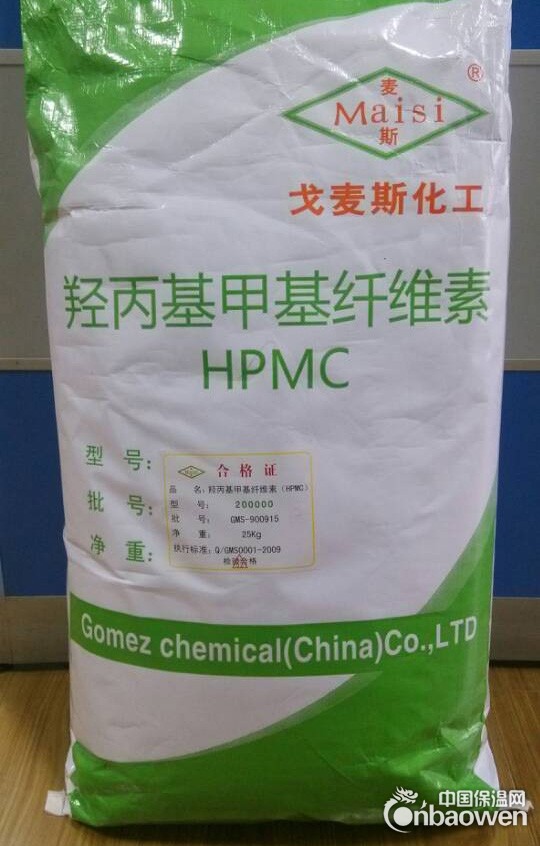 麦
Maisi
®
斯
戈麦斯化工
羟丙基甲基纤维素
HPMC
型 号:
批 号:
净 重:
Maisi 合格证
品 名: 羟丙基甲基纤维素(HPMC)
型 号: 200000
批 号: GMS-900915
净 重: 25Kg
执行标准: Q/GMS0001-2009
检验合格
Gomez chemical(China)Co.,LTD
中国保温网
Cnbaowen